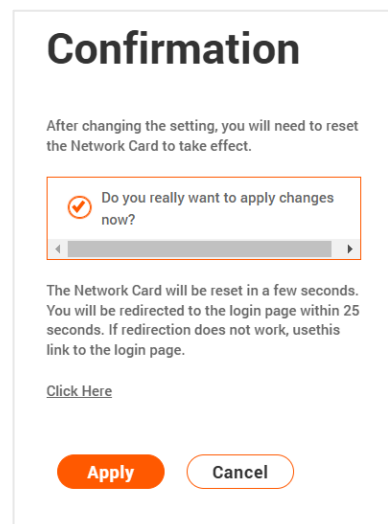 Confirmation
After changing the setting, you will need to reset
the Network Card to take effect.
Do you really want to apply changes
now?
The Network Card will be reset in a few seconds.
You will be redirected to the login page within 25
seconds. If redirection does not work, usethis
link to the login page.
Click Here
Apply
Cancel